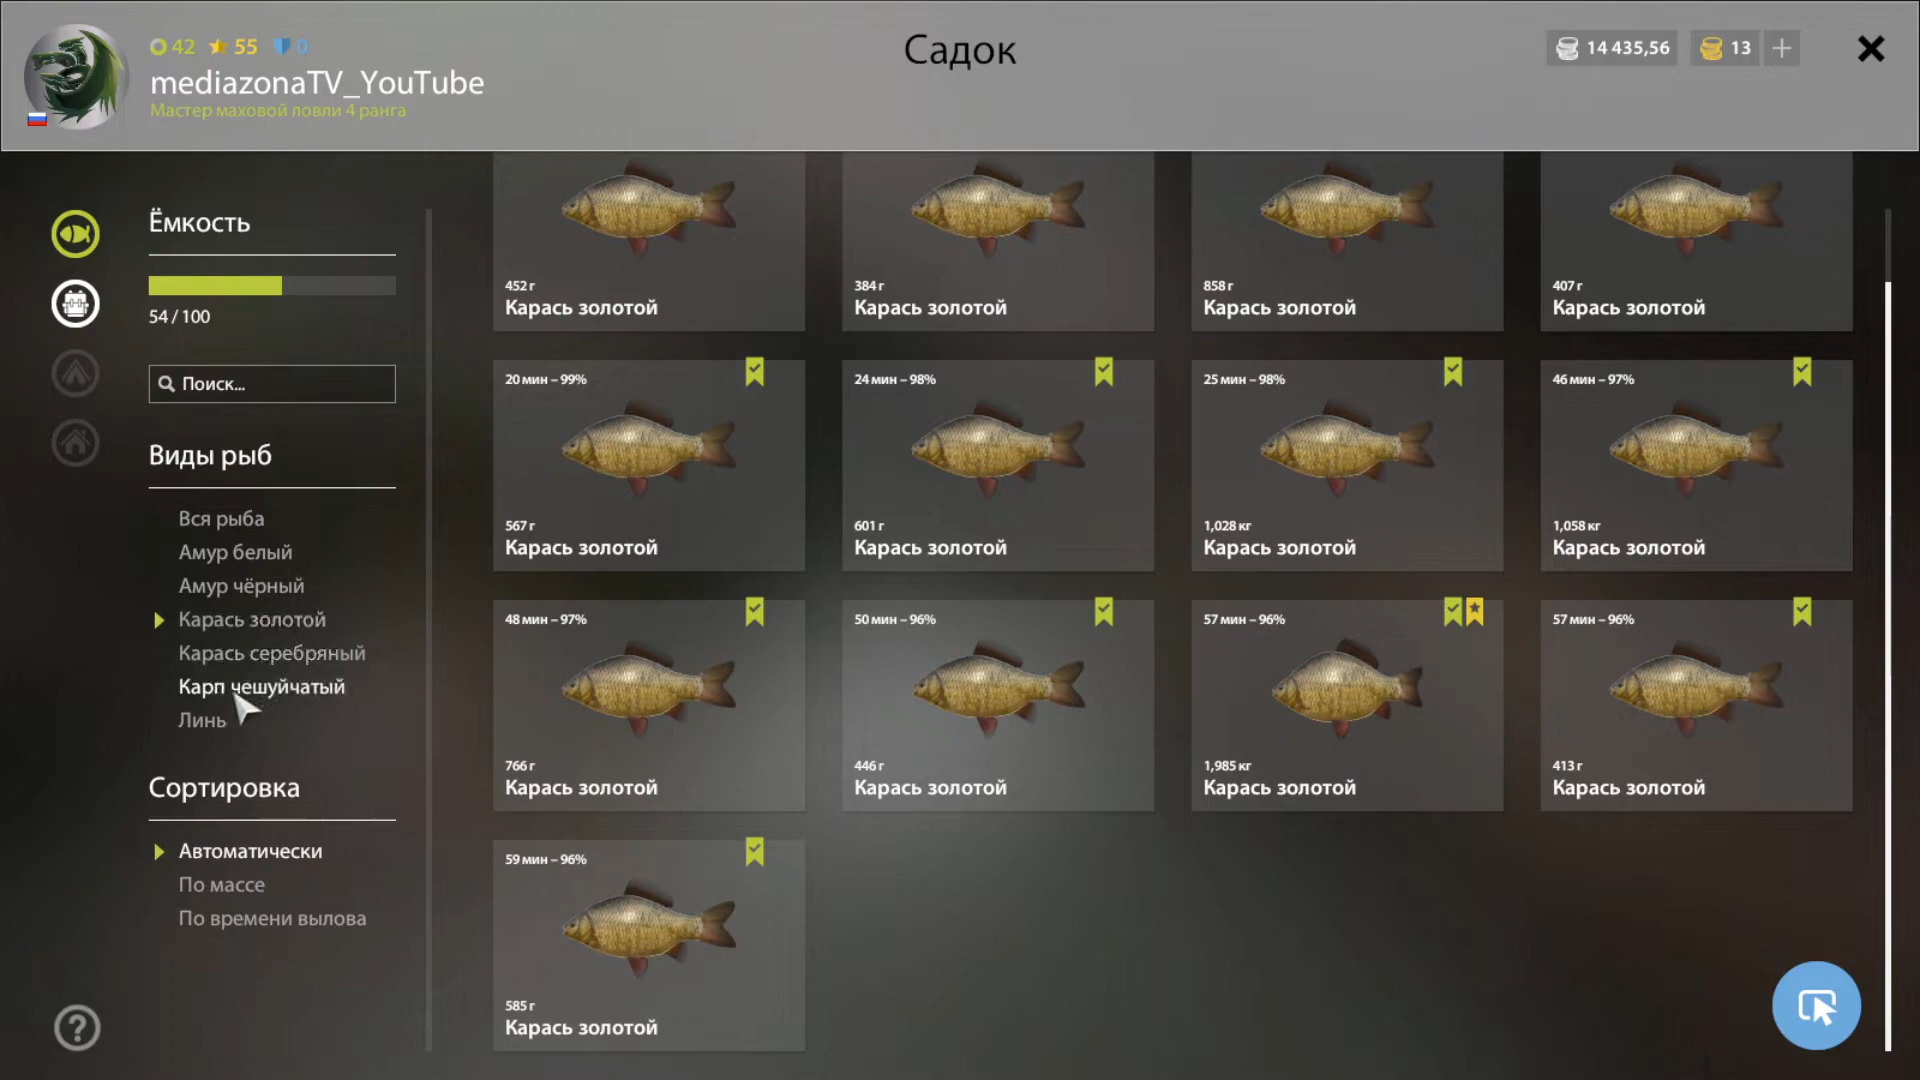 42 55 0
mediazonaTV_YouTube
Мастер маховой ловли 4 ранга
Садок
14 435,56
13
Ёмкость
54 / 100
Поиск...
Виды рыб
Вся рыба
Амур белый
Амур чёрный
Карась золотой
Карась серебряный
Карп чешуйчатый
Линь
Сортировка
Автоматически
По массе
По времени вылова
452 г
Карась золотой
384 г
Карась золотой
858 г
Карась золотой
407 г
Карась золотой
20 мин – 99%
567 г
Карась золотой
24 мин – 98%
601 г
Карась золотой
25 мин – 98%
1,028 кг
Карась золотой
46 мин – 97%
1,058 кг
Карась золотой
48 мин – 97%
766 г
Карась золотой
50 мин – 96%
446 г
Карась золотой
57 мин – 96%
1,985 кг
Карась золотой
57 мин – 96%
413 г
Карась золотой
59 мин – 96%
585 г
Карась золотой